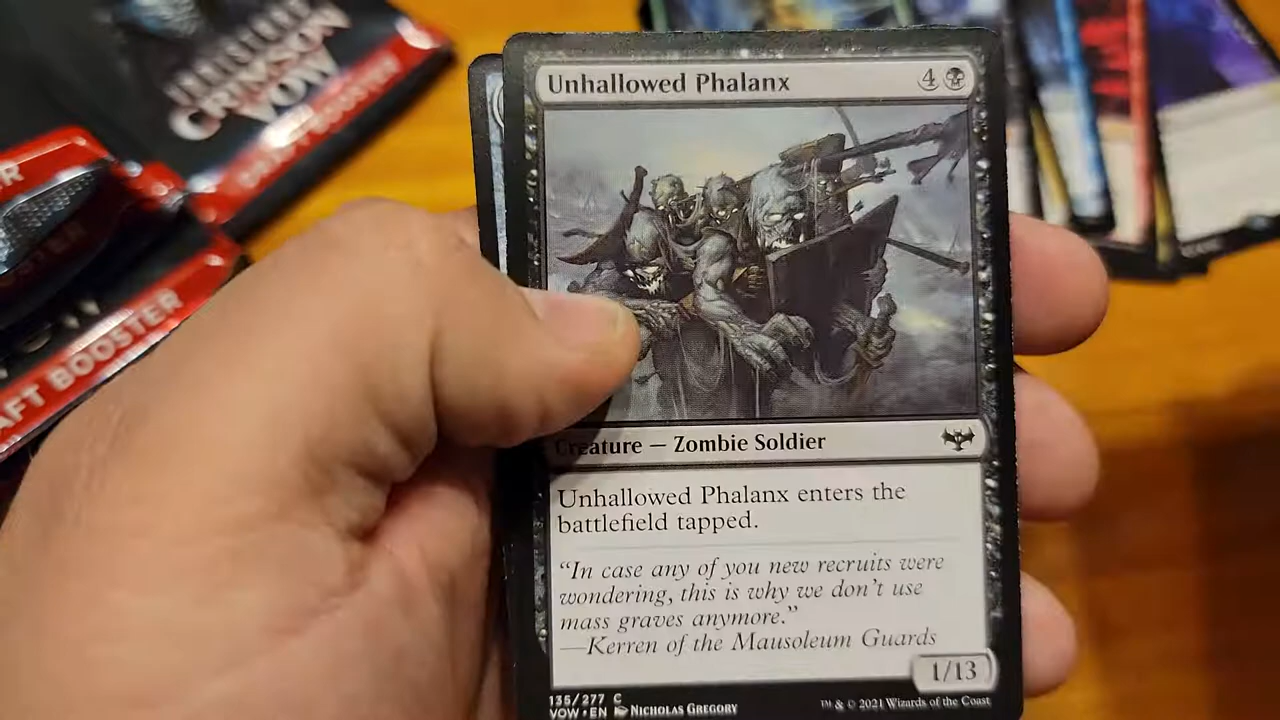 CRIMSON
VOW
DRAFT BOOSTER
AFT BOOSTER
Unhallowed Phalanx
4
Creature — Zombie Soldier
Unhallowed Phalanx enters the
battlefield tapped.
“In case any of you new recruits were
wondering, this is why we don’t use
mass graves anymore.”
—Kerren of the Mausoleum Guards
1/13
135/277 C
VOW • EN NICHOLAS GREGORY
™ & © 2021 Wizards of the Coast